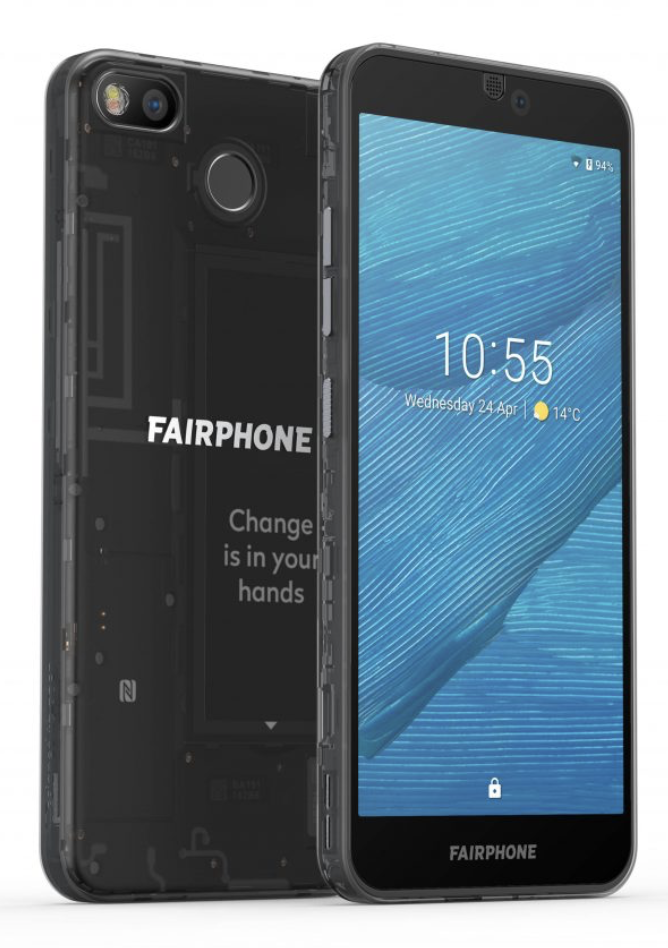 FAIRPHONE
Change
is in your
hands
94%
10:55
Wednesday 24 Apr | 14°C
FAIRPHONE